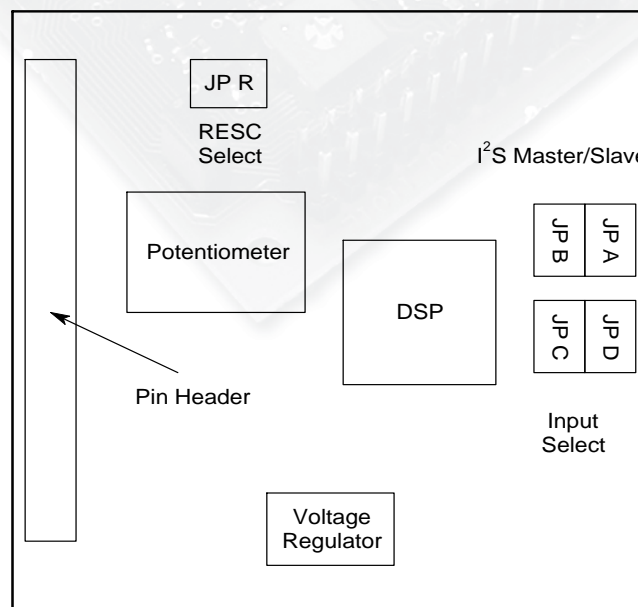 JP R
RESC
Select
I²S Master/Slave
Potentiometer
JP B
JP A
DSP
JP C
JP D
Pin Header
Input
Select
Voltage
Regulator